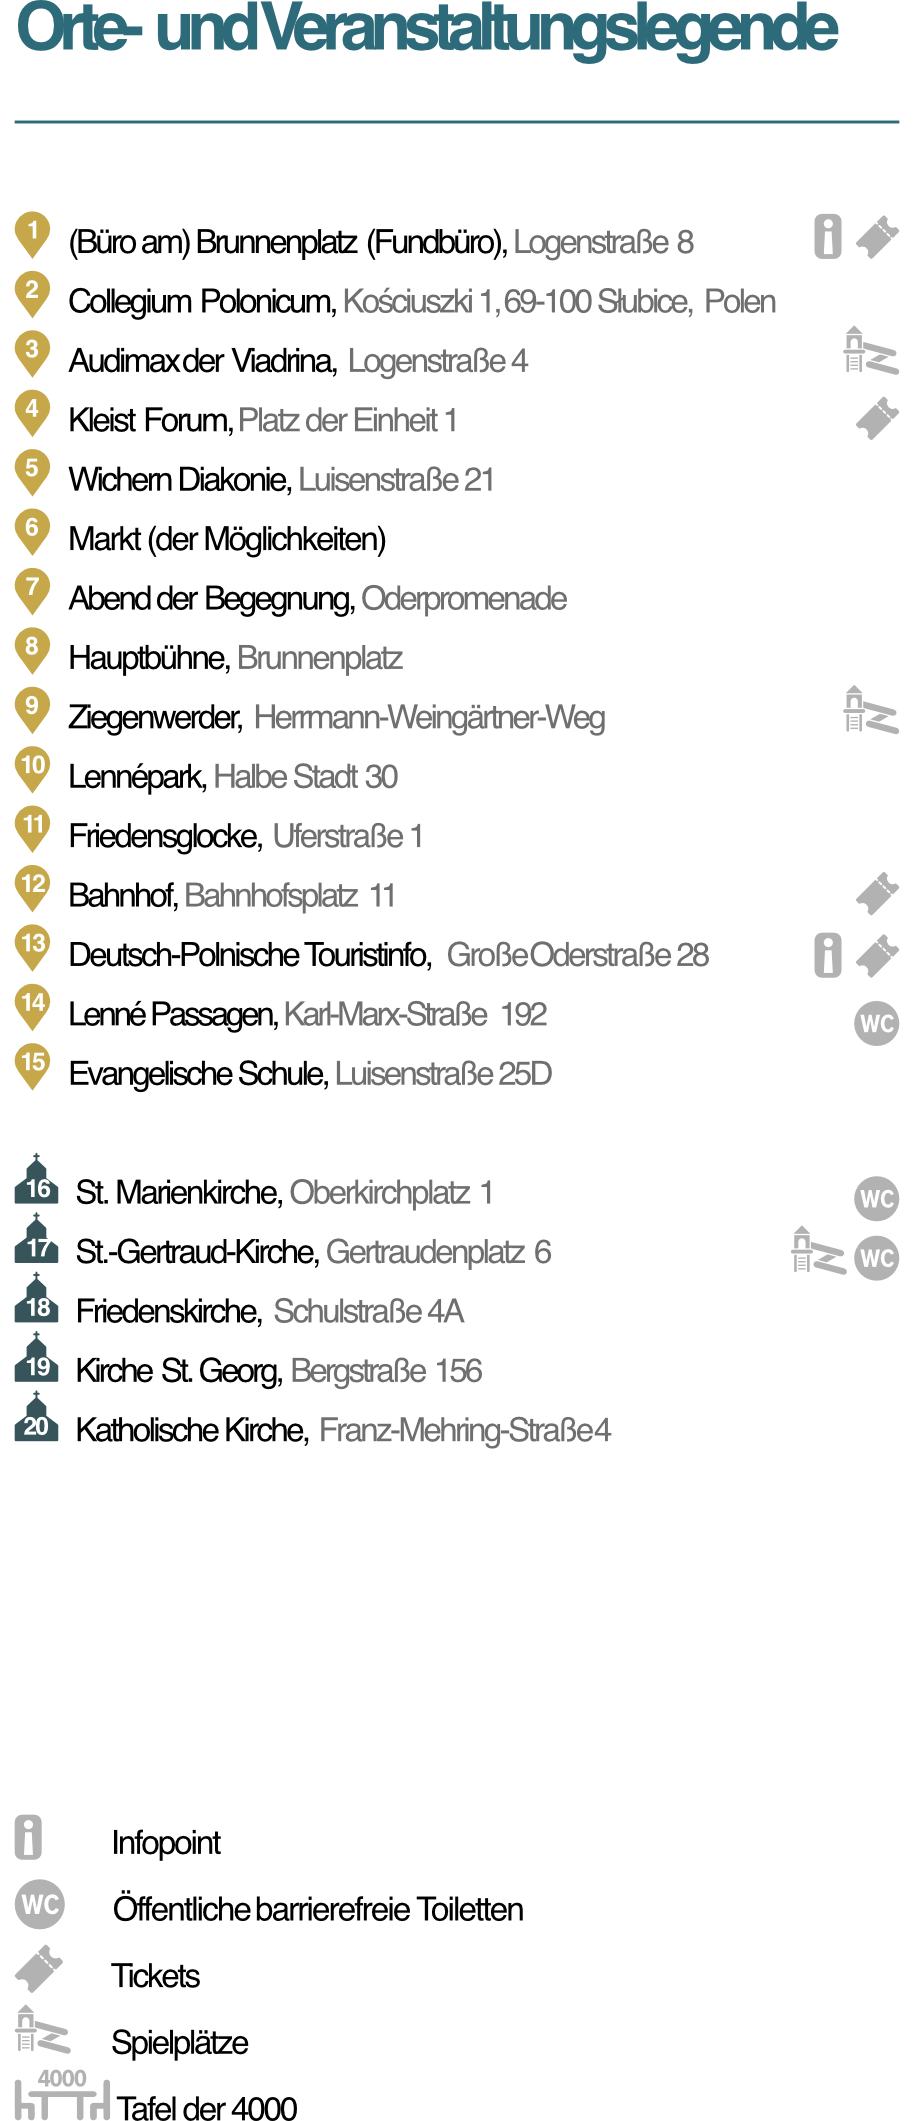 Orte- und Veranstaltungslegende
1 (Büro am) Brunnenplatz (Fundbüro), Logenstraße 8
2 Collegium Polonicum, Kościuszki 1, 69-100 Słubice, Polen
3 Audimax der Viadrina, Logenstraße 4
4 Kleist Forum, Platz der Einheit 1
5 Wichern Diakonie, Luisenstraße 21
6 Markt (der Möglichkeiten)
7 Abend der Begegnung, Oderpromenade
8 Hauptbühne, Brunnenplatz
9 Ziegenwerder, Herrmann-Weingärtner-Weg
10 Lennépark, Halbe Stadt 30
11 Friedensglocke, Uferstraße 1
12 Bahnhof, Bahnhofsplatz 11
13 Deutsch-Polnische Touristinfo, Große Oderstraße 28
14 Lenné Passagen, Karl-Marx-Straße 192 WC
15 Evangelische Schule, Luisenstraße 25D
16 St. Marienkirche, Oberkirchplatz 1 WC
17 St.-Gertraud-Kirche, Gertraudenplatz 6 WC
18 Friedenskirche, Schulstraße 4A
19 Kirche St. Georg, Bergstraße 156
20 Katholische Kirche, Franz-Mehring-Straße 4
Infopoint
WC Öffentliche barrierefreie Toiletten
Tickets
Spielplätze
4000 Tafel der 4000